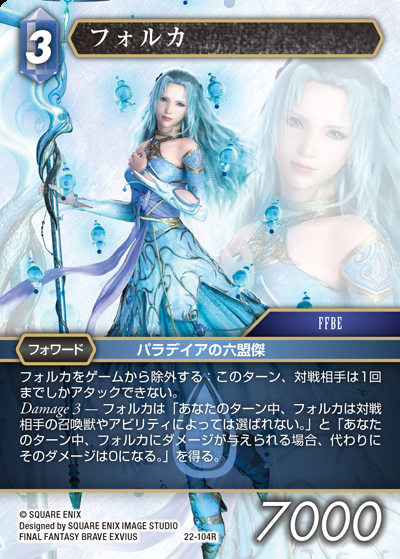 3
フォルカ
FFBE
フォワード
パラデイアの六盟傑
フォルカをゲームから除外する：このターン、対戦相手は1回
までしかアタックできない。
Damage 3 ― フォルカは「あなたのターン中、フォルカは対戦
相手の召喚獣やアビリティによっては選ばれない。」と「あな
たのターン中、フォルカにダメージが与えられる場合、代わりに
そのダメージは0になる。」を得る。
© SQUARE ENIX
Designed by SQUARE ENIX IMAGE STUDIO
FINAL FANTASY BRAVE EXVIUS
22-104R
7000